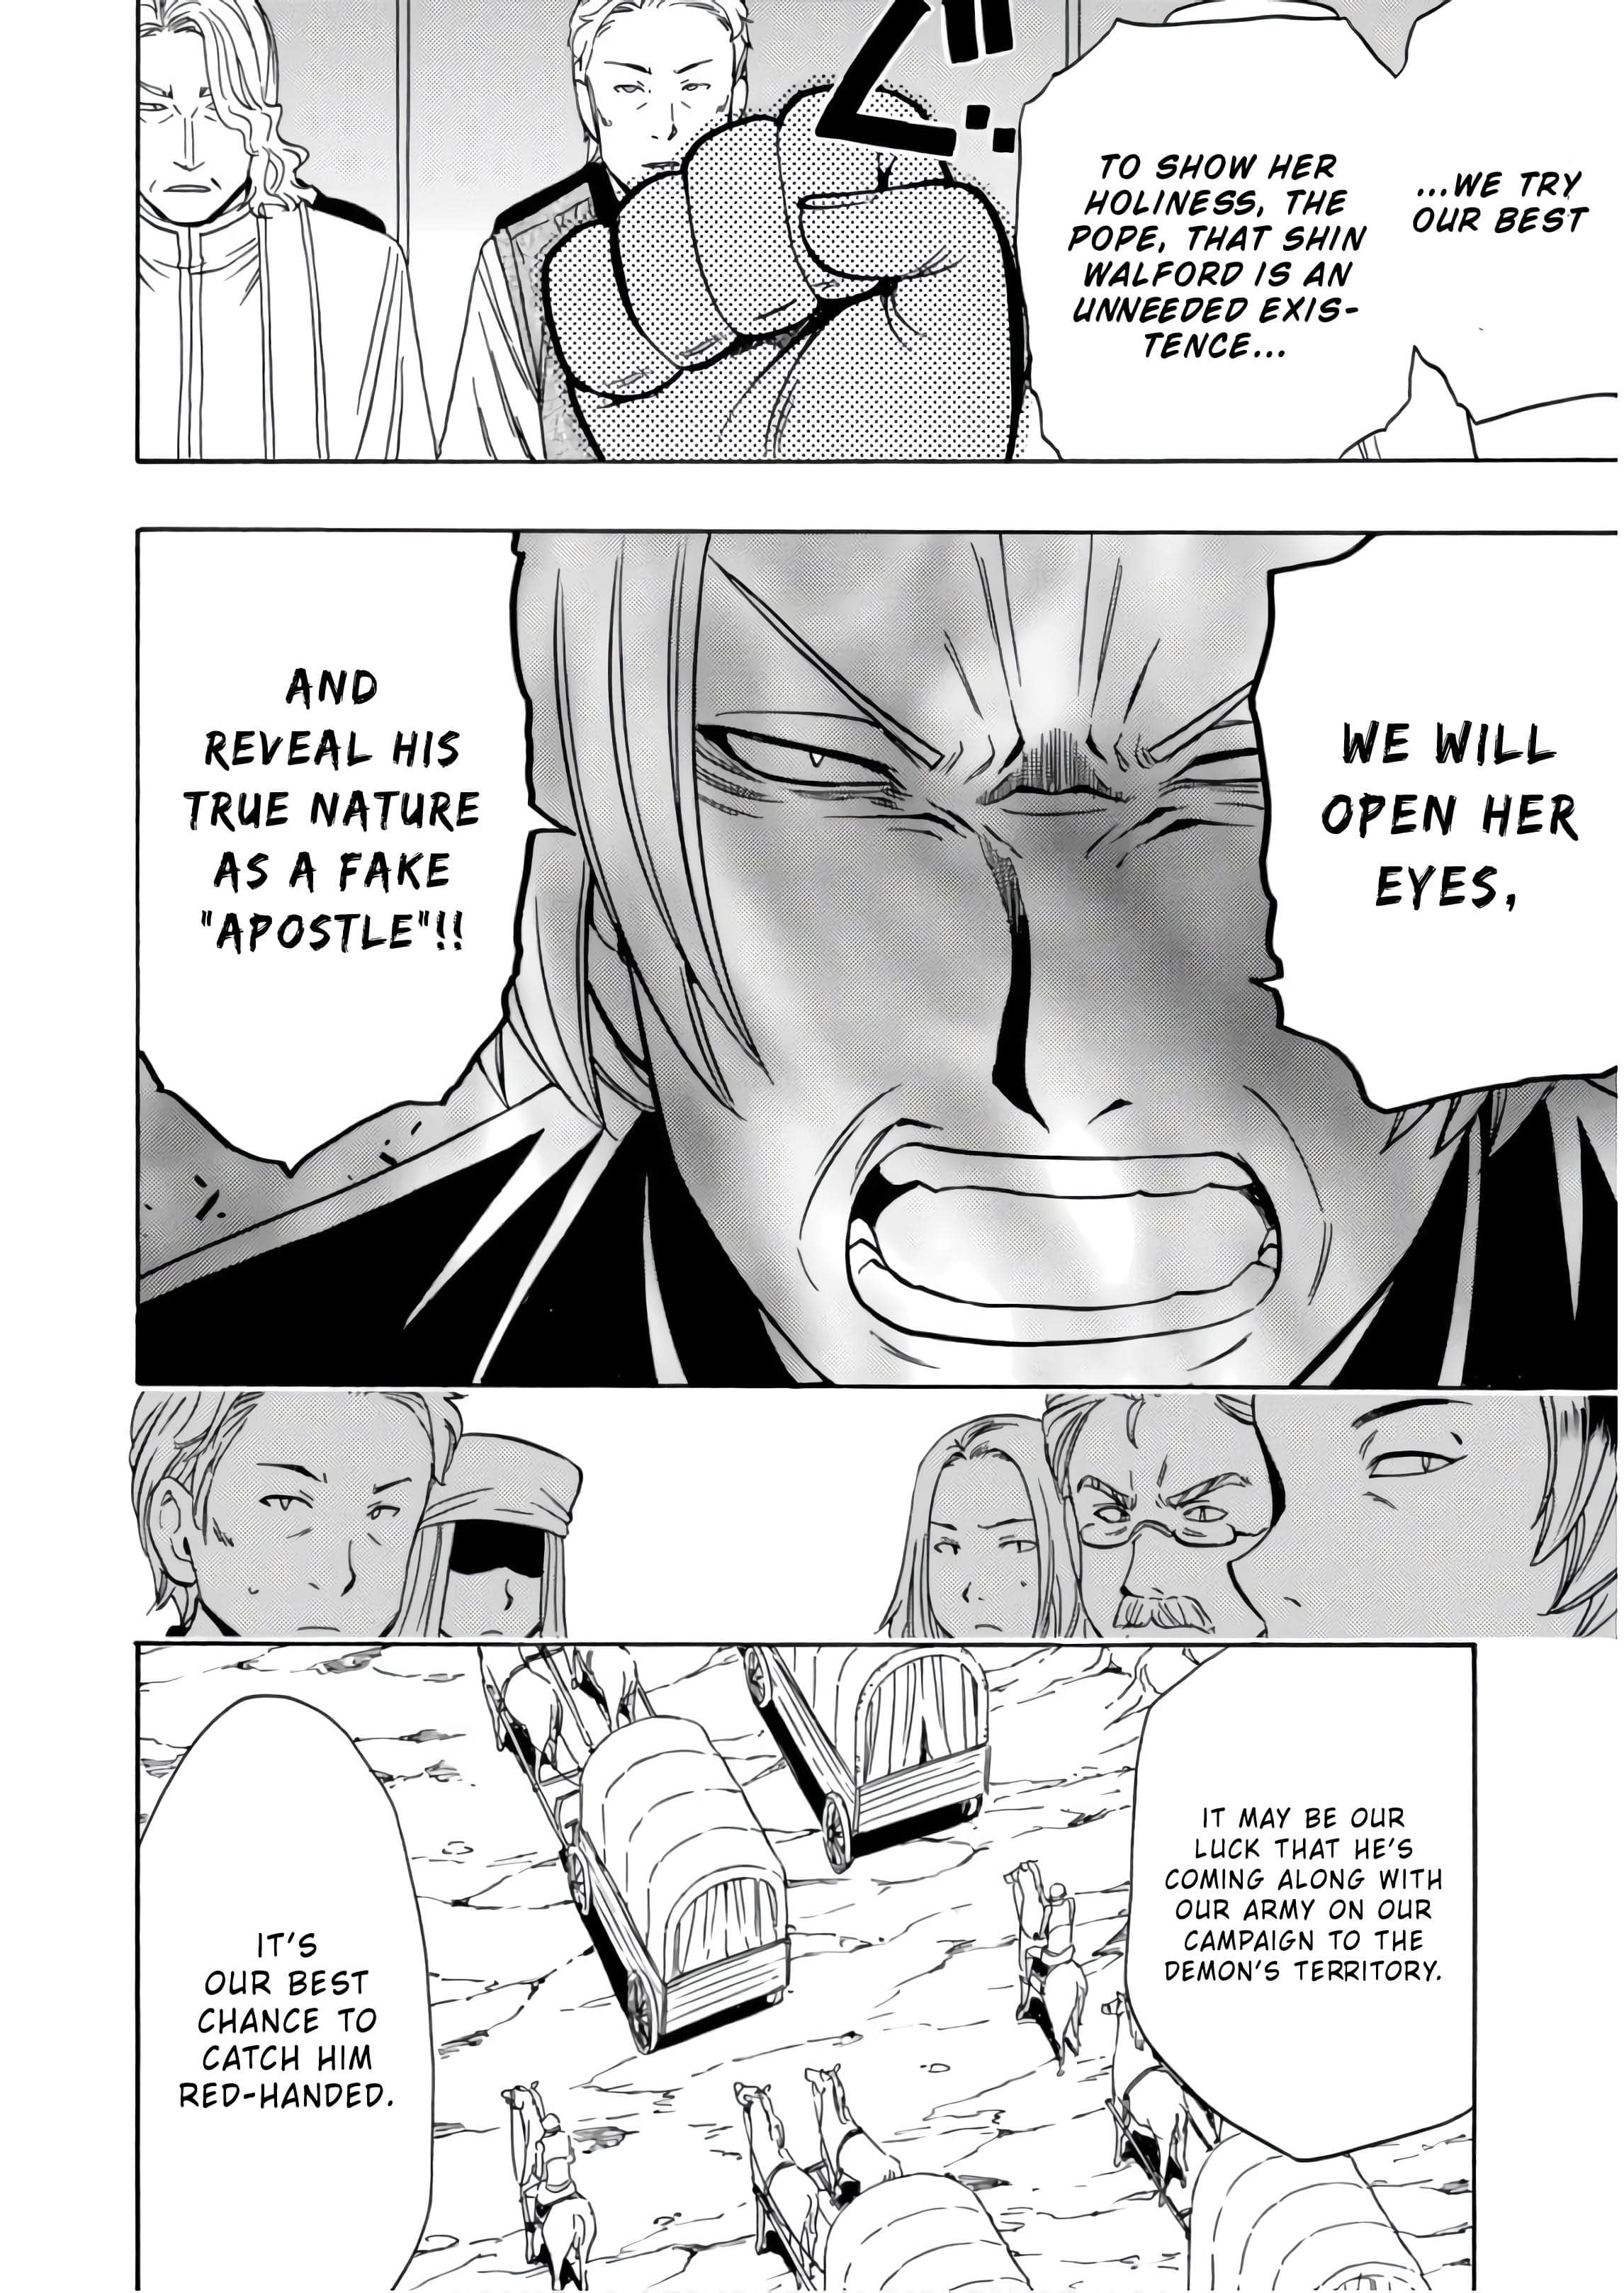 ...WE TRY
OUR BEST
TO SHOW HER
HOLINESS, THE
POPE, THAT SHIN
WALFORD IS AN
UNNEEDED EXIS-
TENCE...
WE WILL
OPEN HER
EYES,
AND
REVEAL HIS
TRUE NATURE
AS A FAKE
"APOSTLE"!!
IT MAY BE OUR
LUCK THAT HE'S
COMING ALONG WITH
OUR ARMY ON OUR
CAMPAIGN TO THE
DEMON'S TERRITORY.
IT'S
OUR BEST
CHANCE TO
CATCH HIM
RED-HANDED.